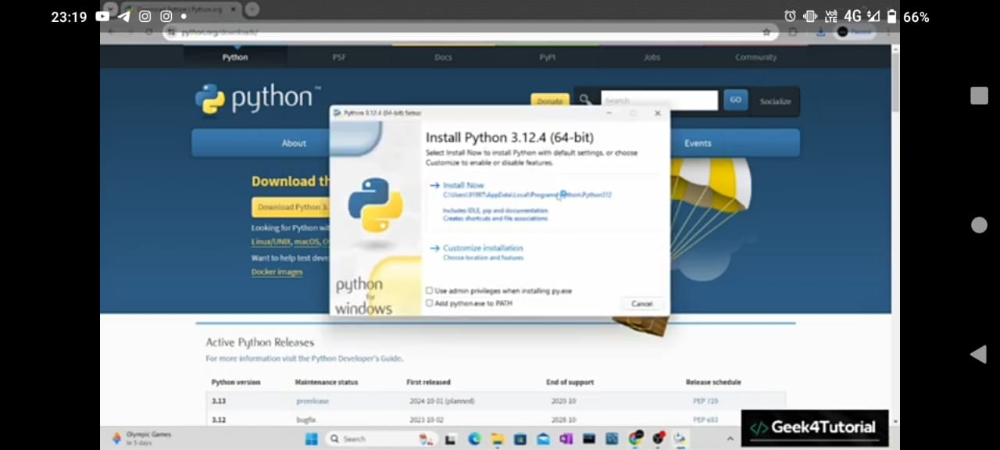 23:19
VoLTE 4G 66%
Download Python | Python.org
python.org/downloads/
Python PSF Docs PyPI Jobs Community
python™
Donate Search GO Socialize
Python 3.12.4 (64-bit) Setup
About Events
Install Python 3.12.4 (64-bit)
Select Install Now to install Python with default settings, or choose
Customize to enable or disable features.
Download th
Install Now
Download Python 3.
Includes IDLE, pip and documentation
Creates shortcuts and file associations
Looking for Python wit
Linux/UNIX, macOS, O
Customize installation
Choose location and features
Want to help test deve
Docker images
python
for
windows
Use admin privileges when installing py.exe
Add python.exe to PATH
Cancel
Active Python Releases
For more information visit the Python Developer's Guide.
Python version Maintenance status First released End of support Release schedule
3.13 prerelease 2024-10-01 (planned) 2029-10 PEP 719
3.12 bugfix 2023-10-02 2028-10 PEP 693
Olympic Games
In 5 days
Search
</> Geek4Tutorial